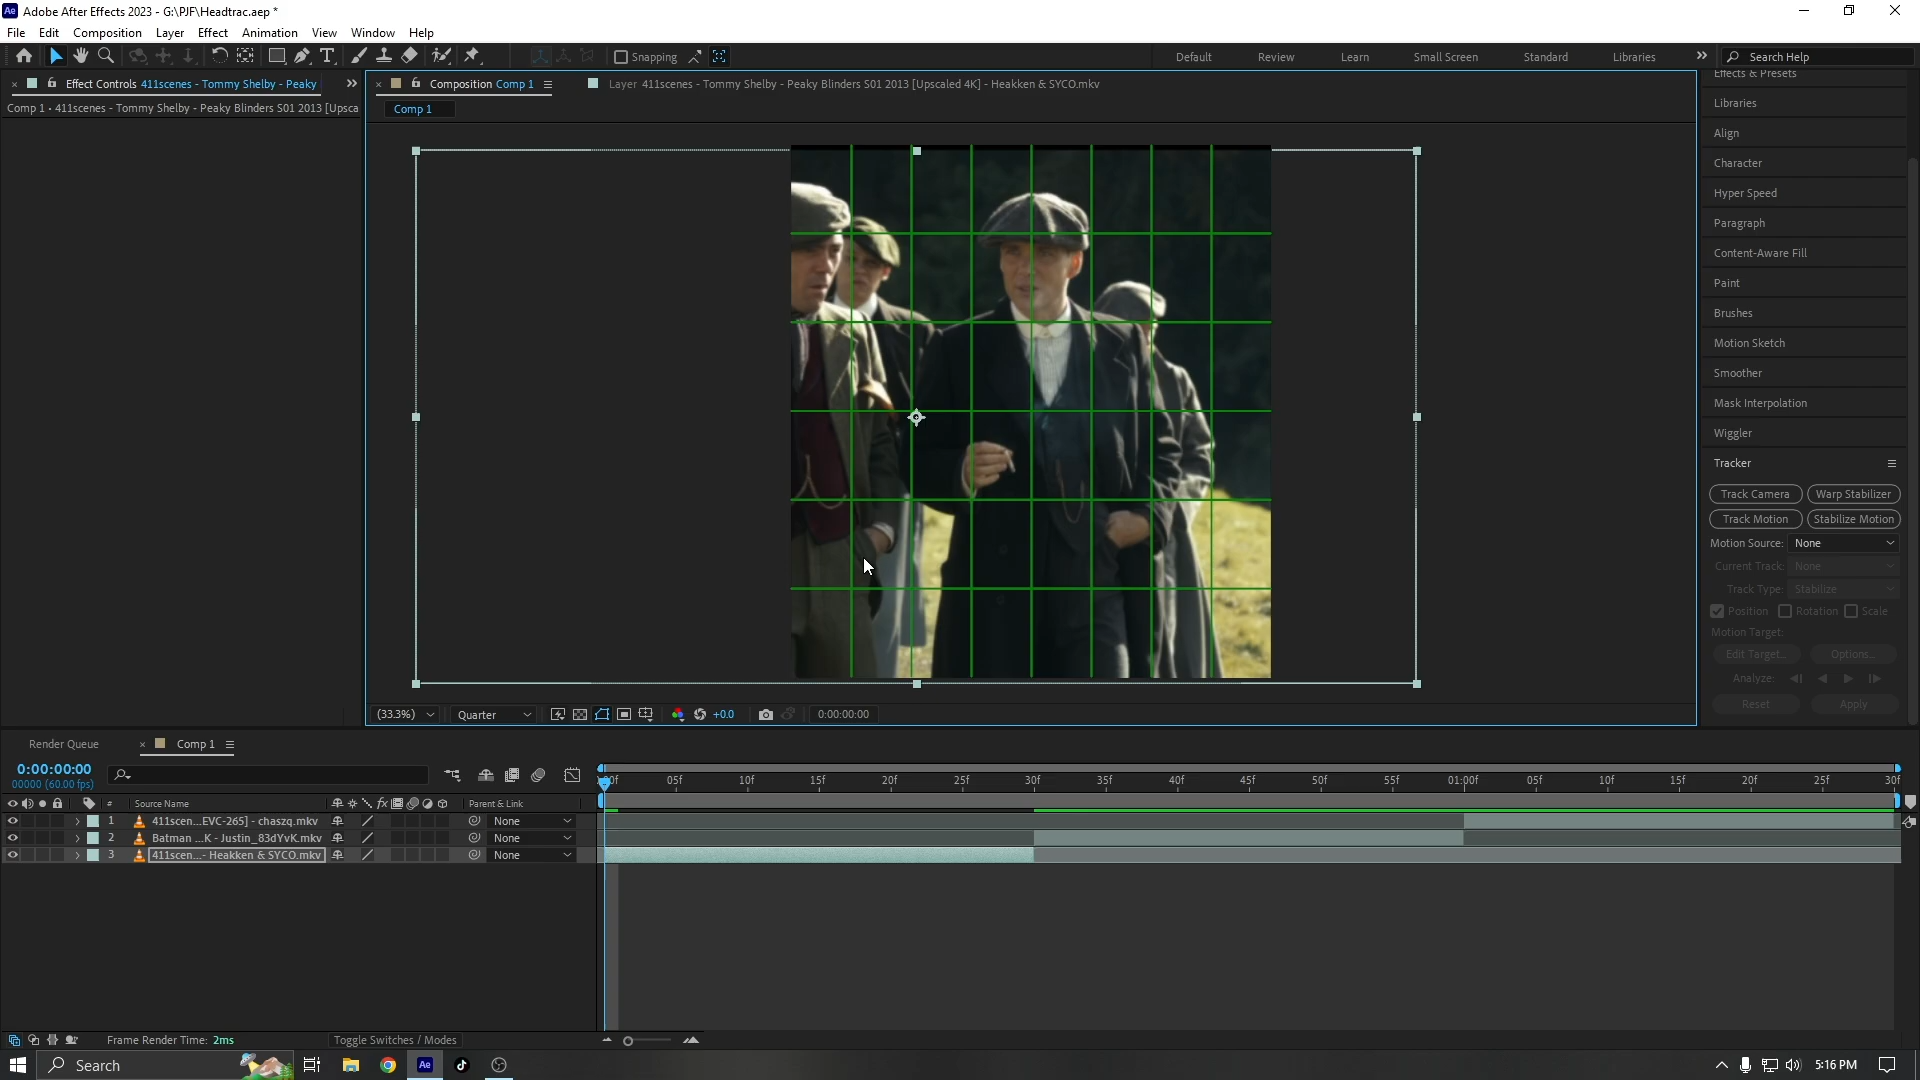 Ae Adobe After Effects 2023 - G:\PJF\Headtrac.aep *
File Edit Composition Layer Effect Animation View Window Help
Snapping Default Review Learn Small Screen Standard Libraries Search Help
Effect Controls 411scenes - Tommy Shelby - Peaky
Composition Comp 1
Layer 411scenes - Tommy Shelby - Peaky Blinders S01 2013 [Upscaled 4K] - Heakken & SYCO.mkv
Comp 1 • 411scenes - Tommy Shelby - Peaky Blinders S01 2013 [Upsca
Comp 1
Effects & Presets
Libraries
Align
Character
Hyper Speed
Paragraph
Content-Aware Fill
Paint
Brushes
Motion Sketch
Smoother
Mask Interpolation
Wiggler
Tracker
Track Camera Warp Stabilizer
Track Motion Stabilize Motion
Motion Source: None
Current Track: None
Track Type: Stabilize
Position Rotation Scale
Motion Target:
Edit Target... Options...
Analyze:
Reset Apply
(33.3%) Quarter +0.0 0:00:00:00
Render Queue Comp 1
0:00:00:00
00000 (60.00 fps)
05f 10f 15f 20f 25f 30f 35f 40f 45f 50f 55f 01:00f 05f 10f 15f 20f 25f 30f
# Source Name fx Parent & Link
1 411scen...EVC-265] - chaszq.mkv None
2 Batman ...K - Justin_83dYvK.mkv None
3 411scen...- Heakken & SYCO.mkv None
Frame Render Time: 2ms Toggle Switches / Modes
Search Ae 5:16 PM